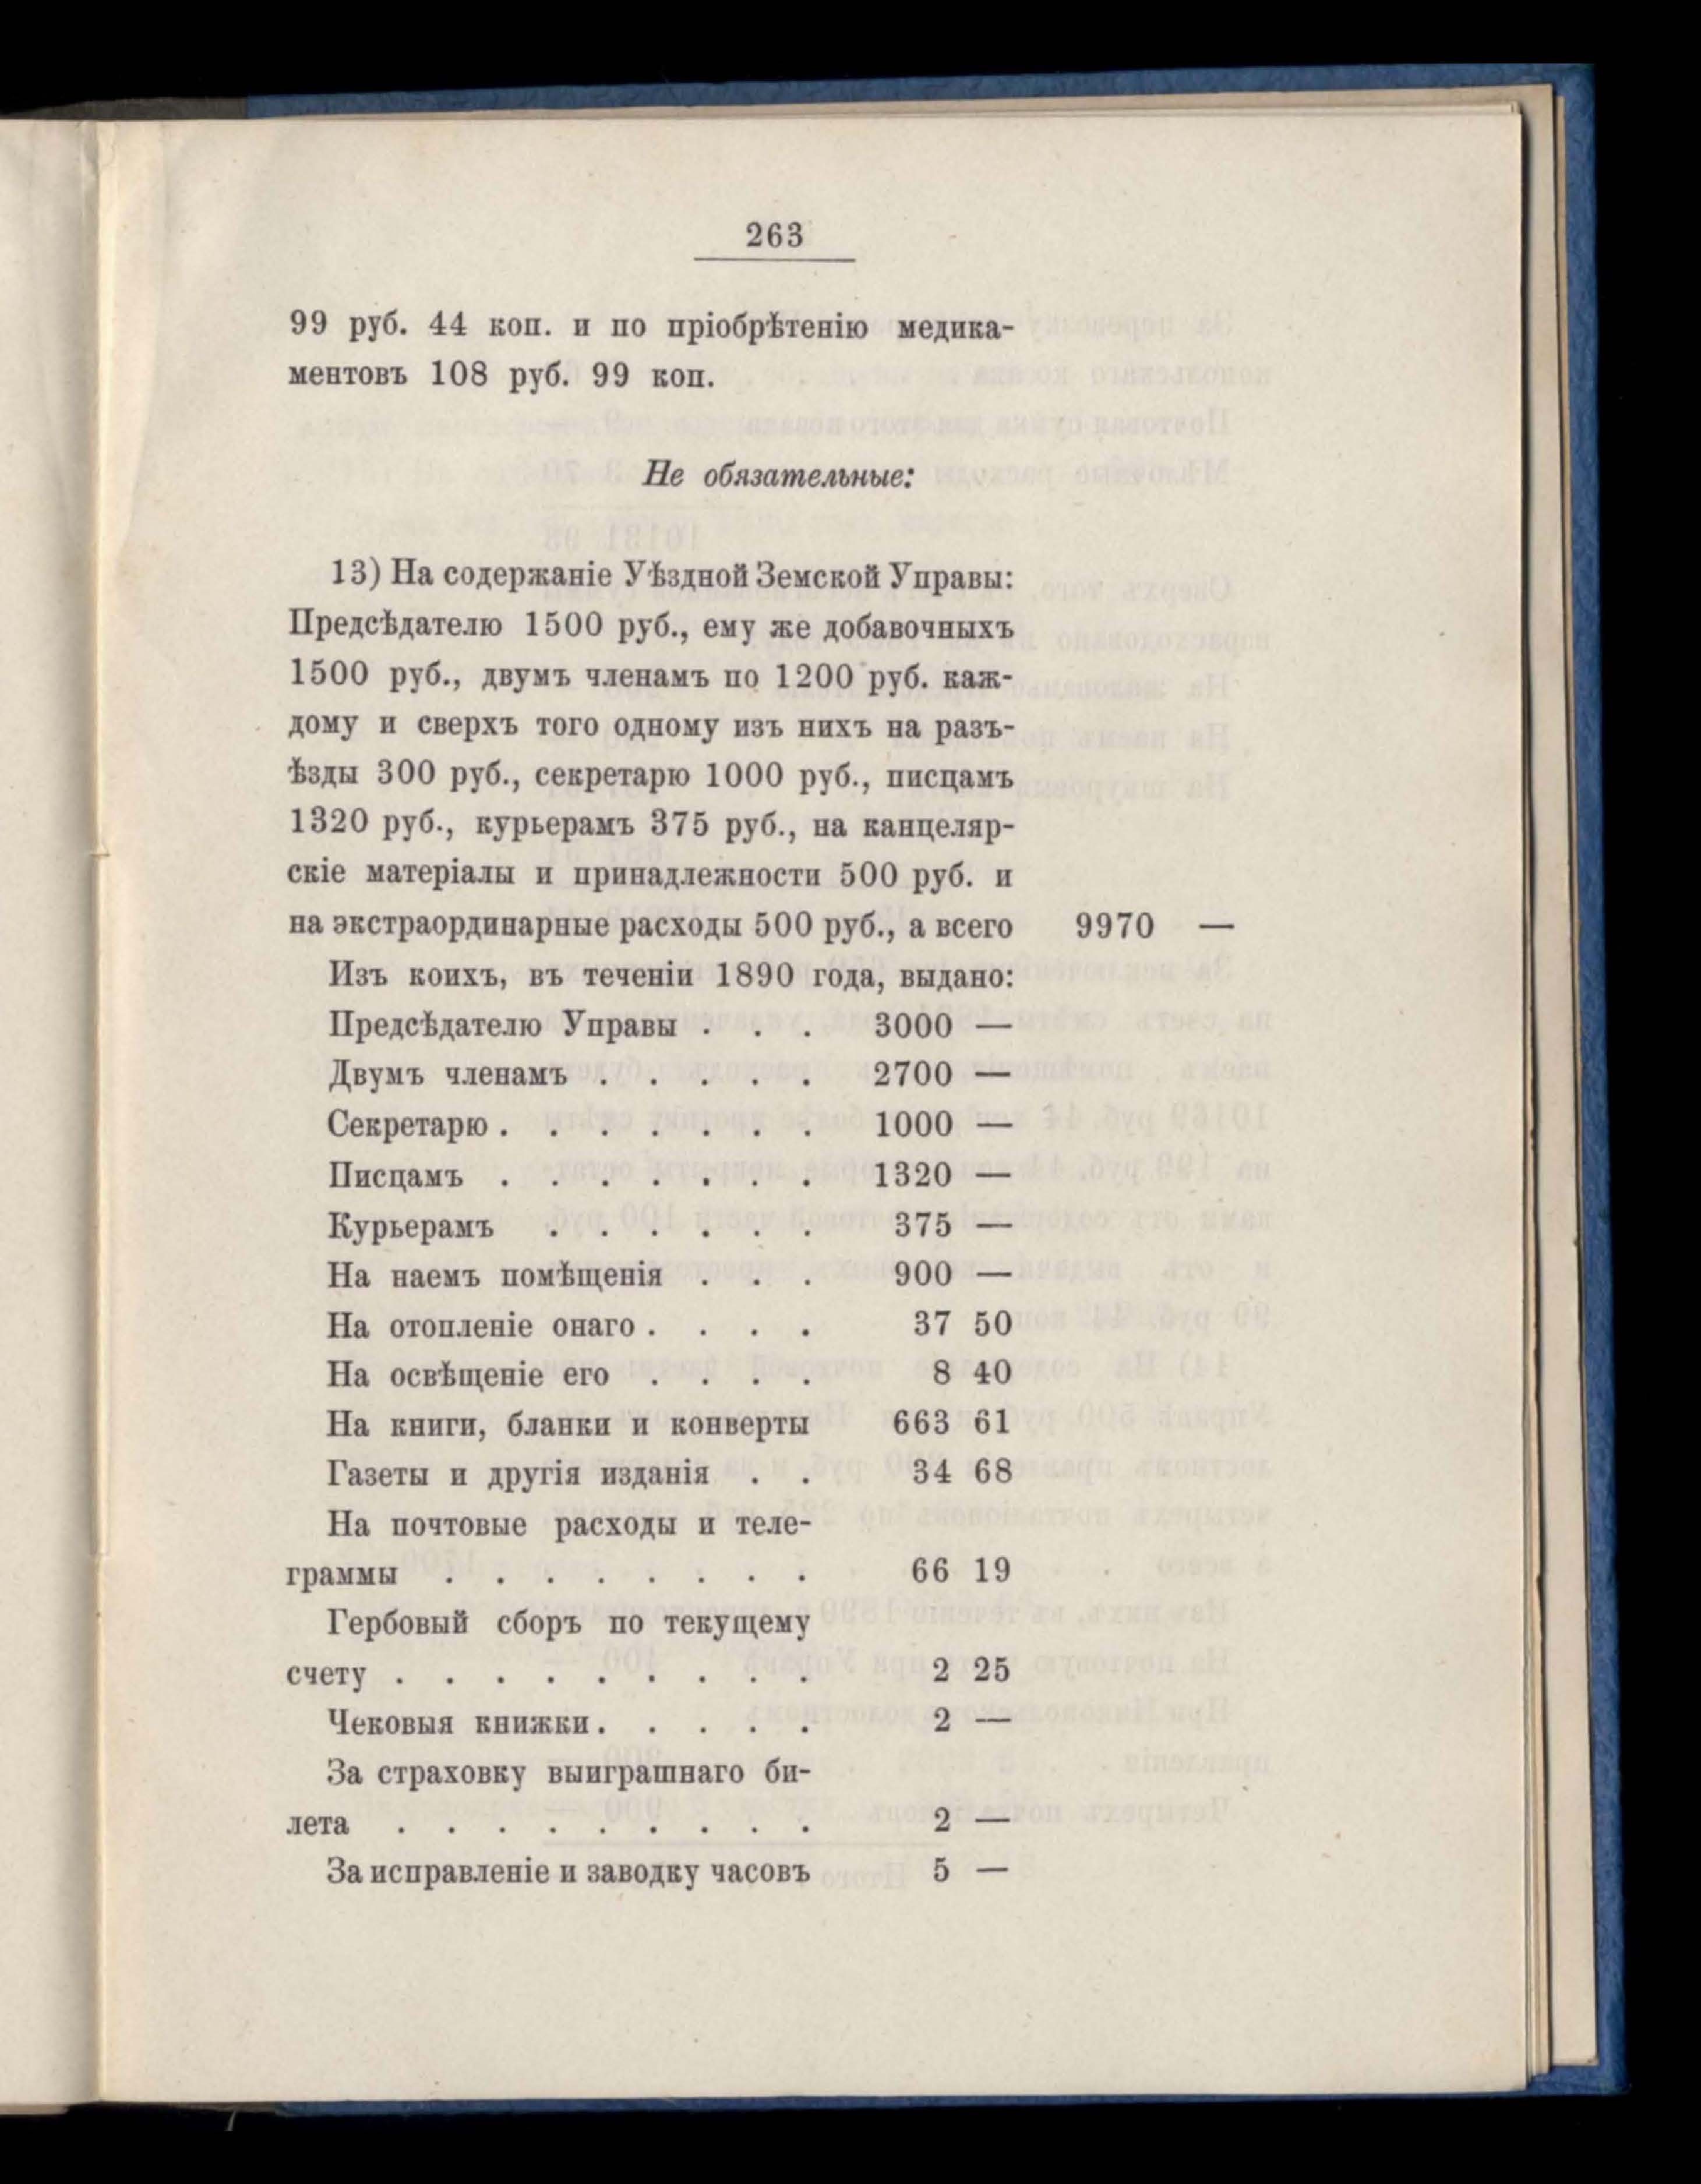 263
99 руб. 44 коп. и по пріобрѣтенію медика-
ментовъ 108 руб. 99 коп.
Не обязательные:
13) На содержаніе Уѣздной Земской Управы:
Предсѣдателю 1500 руб., ему же добавочныхъ
1500 руб., двумъ членамъ по 1200 руб. каж-
дому и сверхъ того одному изъ нихъ на разъ-
ѣзды 300 руб., секретарю 1000 руб., писцамъ
1320 руб., курьерамъ 375 руб., на канцеляр-
скіе матеріалы и принадлежности 500 руб. и
на экстраординарные расходы 500 руб., а всего 9970 —
Изъ коихъ, въ теченіи 1890 года, выдано:
Предсѣдателю Управы . . . 3000 —
Двумъ членамъ . . . . . 2700 —
Секретарю . . . . . . . 1000 —
Писцамъ . . . . . . . 1320 —
Курьерамъ . . . . . . 375 —
На наемъ помѣщенія . . . 900 —
На отопленіе онаго . . . . 37 50
На освѣщеніе его . . . . 8 40
На книги, бланки и конверты 663 61
Газеты и другія изданія . . 34 68
На почтовые расходы и теле-
граммы . . . . . . . . 66 19
Гербовый сборъ по текущему
счету . . . . . . . . . 2 25
Чековыя книжки . . . . . 2 —
За страховку выиграшнаго би-
лета . . . . . . . . . 2 —
За исправленіе и заводку часовъ 5 —